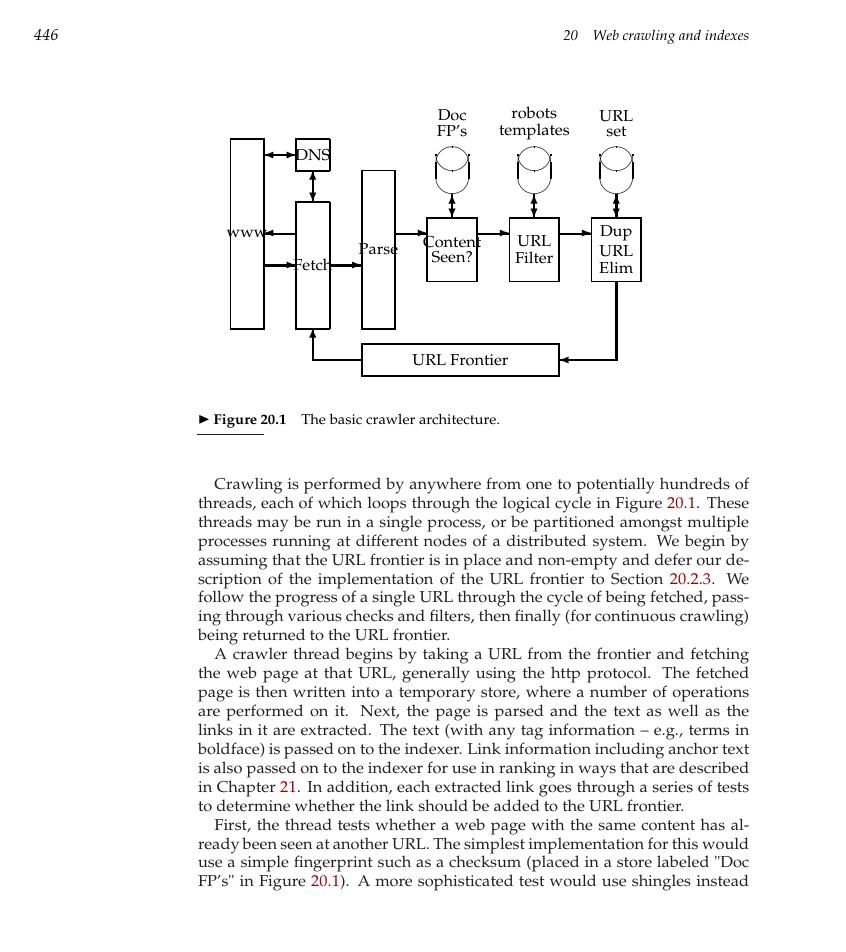 446
20 Web crawling and indexes
Doc
FP's
robots
templates
URL
set
DNS
www
Fetch
Parse
Content
Seen?
URL
Filter
Dup
URL
Elim
URL Frontier
► Figure 20.1 The basic crawler architecture.
Crawling is performed by anywhere from one to potentially hundreds of
threads, each of which loops through the logical cycle in Figure 20.1. These
threads may be run in a single process, or be partitioned amongst multiple
processes running at different nodes of a distributed system. We begin by
assuming that the URL frontier is in place and non-empty and defer our de-
scription of the implementation of the URL frontier to Section 20.2.3. We
follow the progress of a single URL through the cycle of being fetched, pass-
ing through various checks and filters, then finally (for continuous crawling)
being returned to the URL frontier.
A crawler thread begins by taking a URL from the frontier and fetching
the web page at that URL, generally using the http protocol. The fetched
page is then written into a temporary store, where a number of operations
are performed on it. Next, the page is parsed and the text as well as the
links in it are extracted. The text (with any tag information – e.g., terms in
boldface) is passed on to the indexer. Link information including anchor text
is also passed on to the indexer for use in ranking in ways that are described
in Chapter 21. In addition, each extracted link goes through a series of tests
to determine whether the link should be added to the URL frontier.
First, the thread tests whether a web page with the same content has al-
ready been seen at another URL. The simplest implementation for this would
use a simple fingerprint such as a checksum (placed in a store labeled "Doc
FP's" in Figure 20.1). A more sophisticated test would use shingles instead